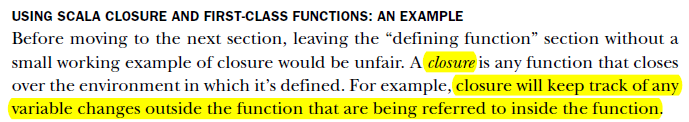 USING SCALA CLOSURE AND FIRST-CLASS FUNCTIONS: AN EXAMPLE
Before moving to the next section, leaving the “defining function” section without a
small working example of closure would be unfair. A closure is any function that closes
over the environment in which it’s defined. For example, closure will keep track of any
variable changes outside the function that are being referred to inside the function.